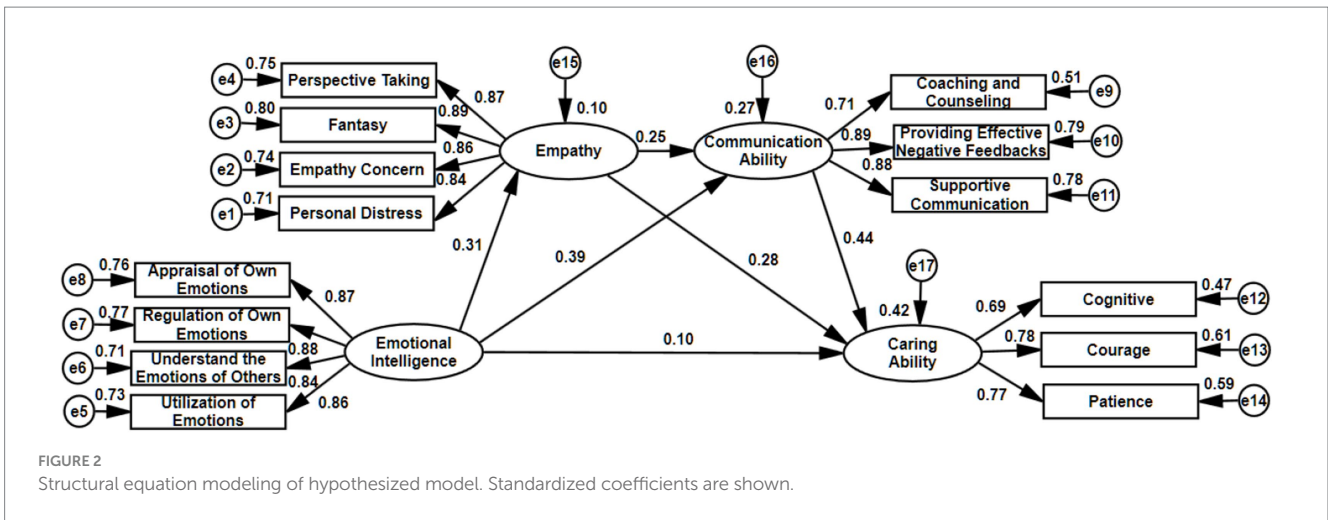 e4
0.75
Perspective Taking
0.87
e3
0.80
Fantasy
0.89
e2
0.74
Empathy Concern
0.86
e1
0.71
Personal Distress
0.84
e15
0.10
Empathy
0.25
e16
0.27
Communication
Ability
0.71
Coaching and
Counseling
0.51
e9
0.89
Providing Effective
Negative Feedbacks
0.79
e10
0.88
Supportive
Communication
0.78
e11
0.31
0.39
0.28
0.44
e8
0.76
Appraisal of Own
Emotions
0.87
e7
0.77
Regulation of Own
Emotions
0.88
e6
0.71
Understand the
Emotions of Others
0.84
e5
0.73
Utilization of
Emotions
0.86
Emotional
Intelligence
0.10
e17
0.42
Caring
Ability
0.69
Cognitive
0.47
e12
0.78
Courage
0.61
e13
0.77
Patience
0.59
e14
FIGURE 2
Structural equation modeling of hypothesized model. Standardized coefficients are shown.